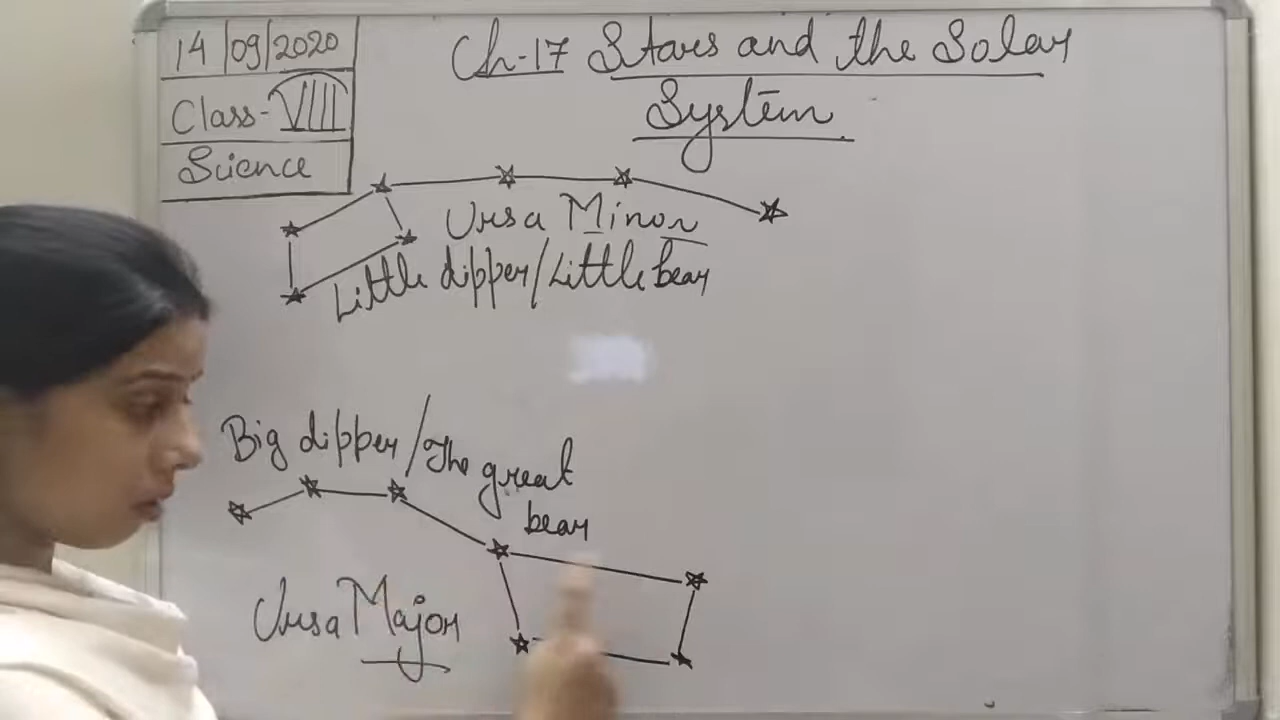 14/09/2020
Class-VIII
Science
Ch-17 Stars and the Solar
System
Ursa Minor
Little dipper/Little bear
Big dipper/The great
bear
Ursa Major